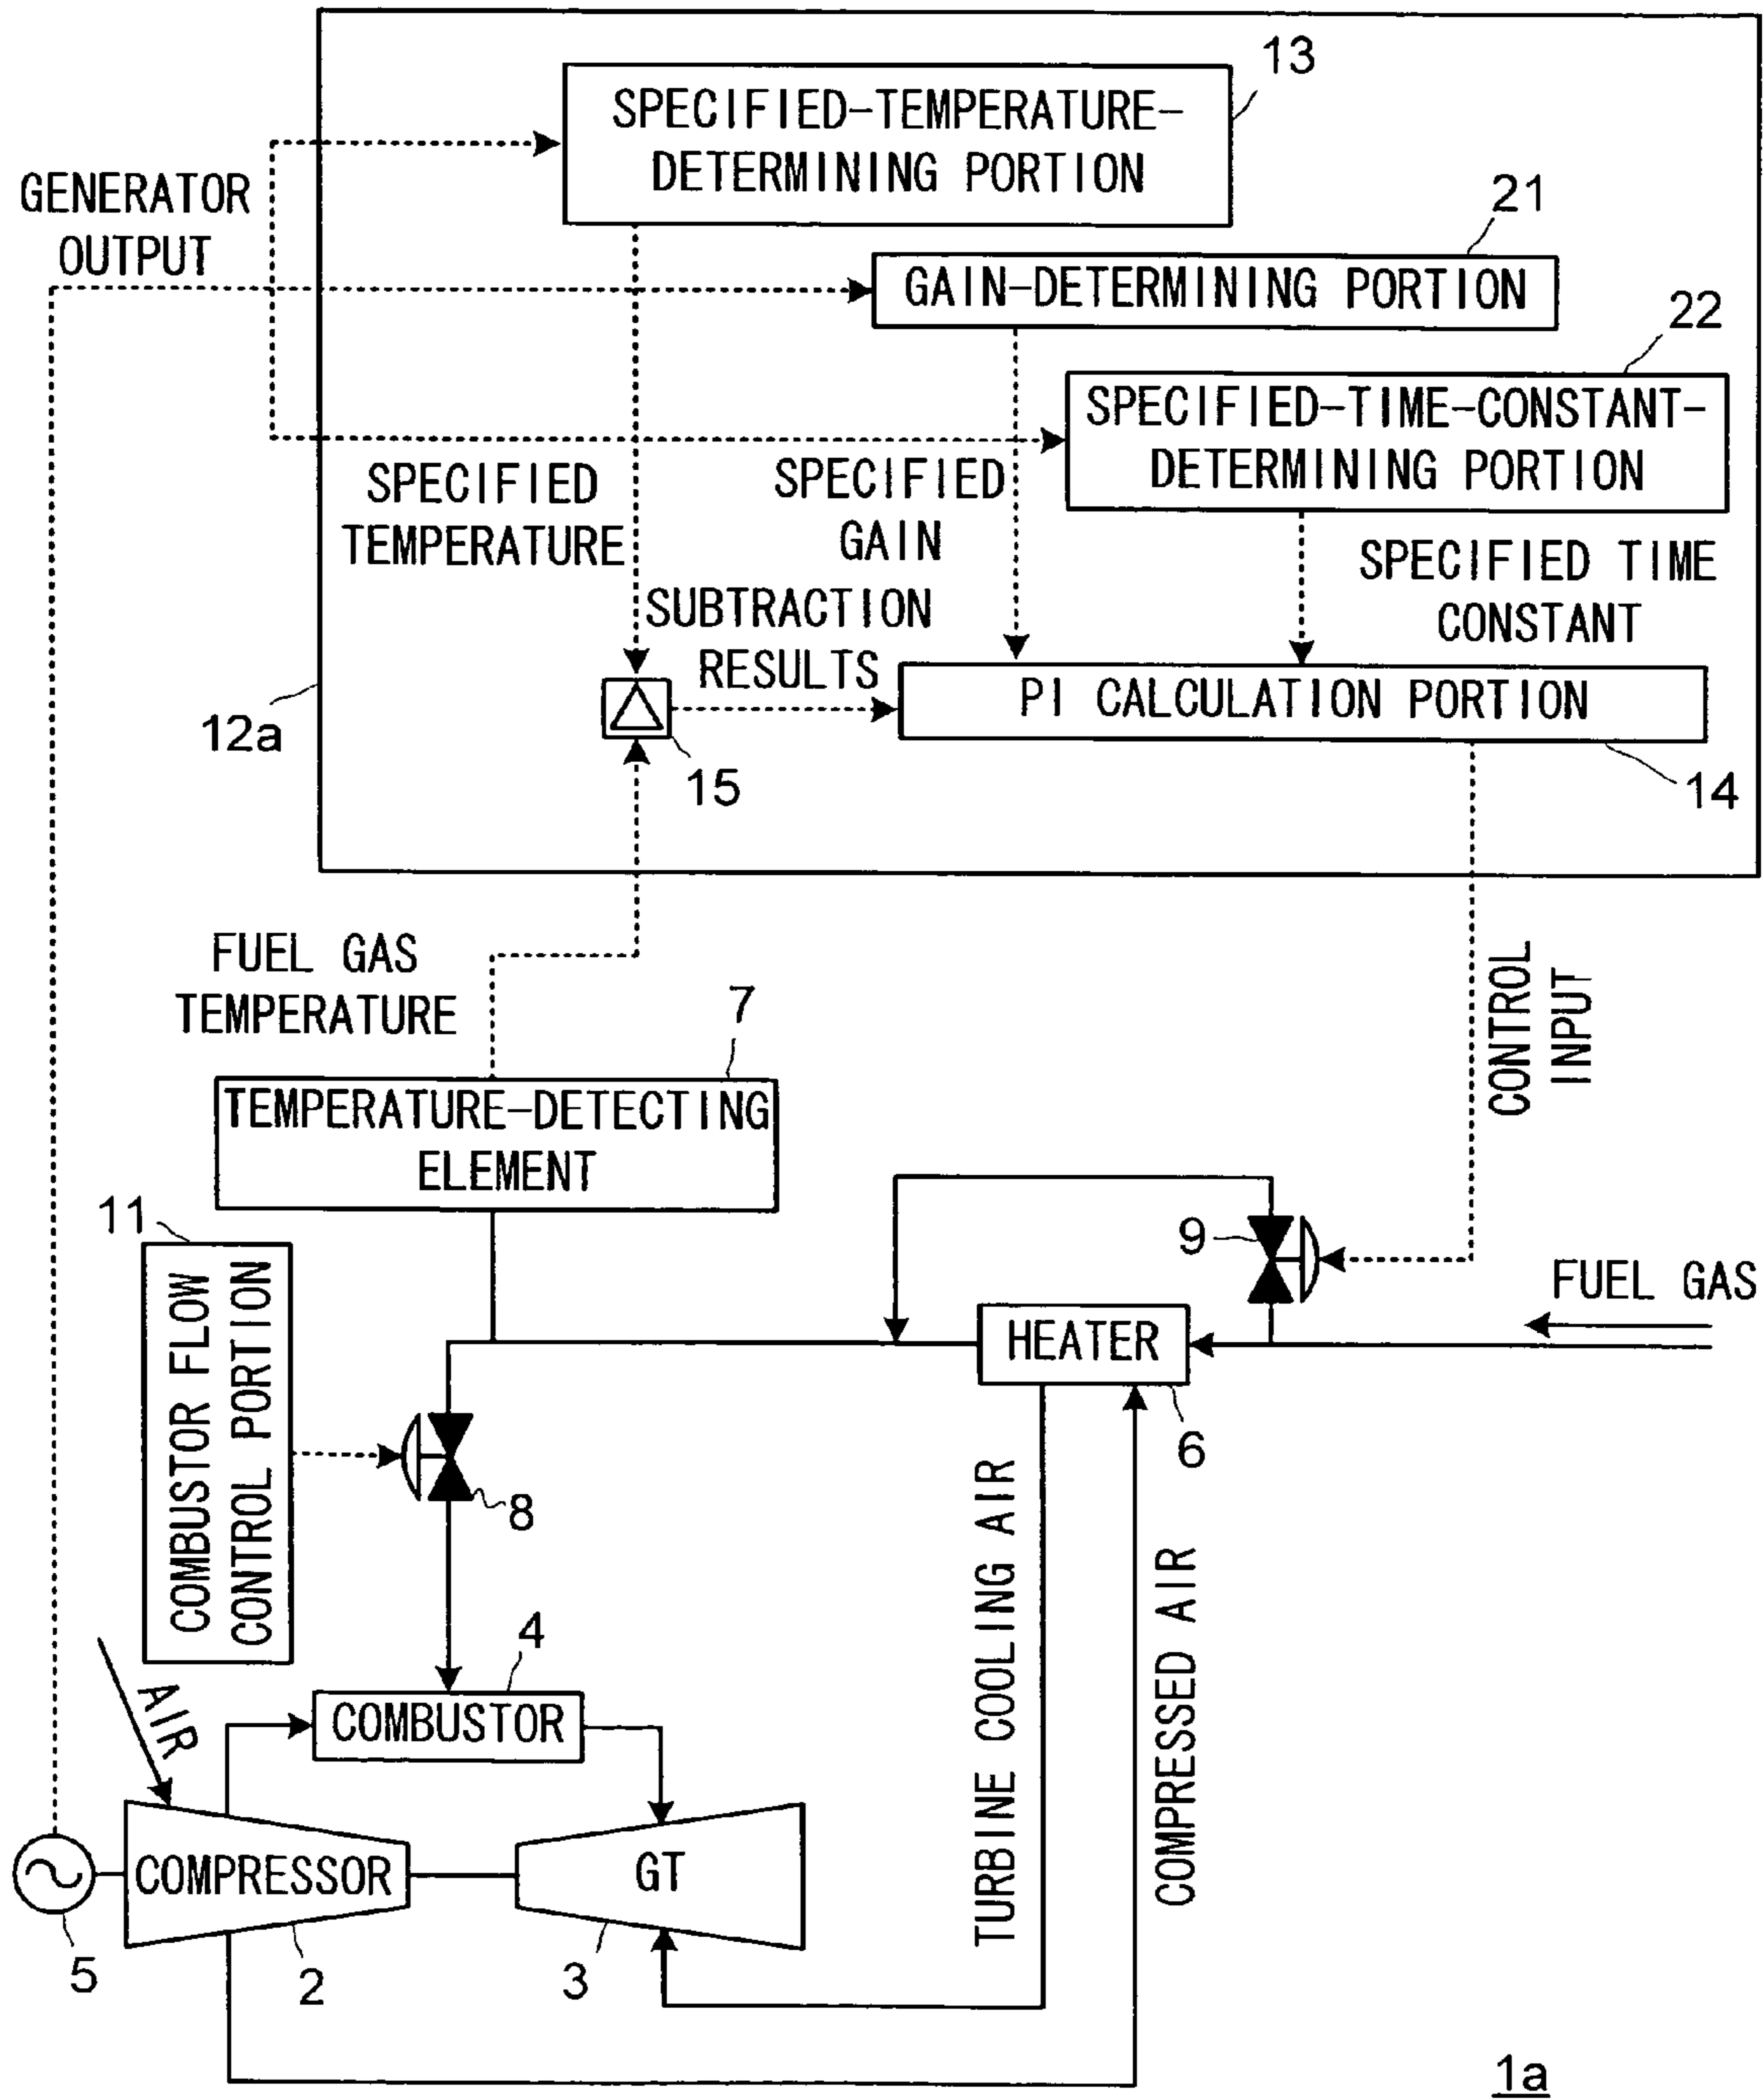 13
SPECIFIED-TEMPERATURE-
DETERMINING PORTION
GENERATOR
OUTPUT
21
GAIN-DETERMINING PORTION
22
SPECIFIED-TIME-CONSTANT-
DETERMINING PORTION
SPECIFIED
TEMPERATURE
SPECIFIED
GAIN
SPECIFIED TIME
CONSTANT
SUBTRACTION
RESULTS
PI CALCULATION PORTION
12a
15
14
FUEL GAS
TEMPERATURE
CONTROL
INPUT
7
TEMPERATURE-DETECTING
ELEMENT
11
COMBUSTOR FLOW
CONTROL PORTION
9
FUEL GAS
HEATER
6
8
TURBINE COOLING AIR
COMPRESSED AIR
4
COMBUSTOR
AIR
COMPRESSOR
GT
5
2
3
1a